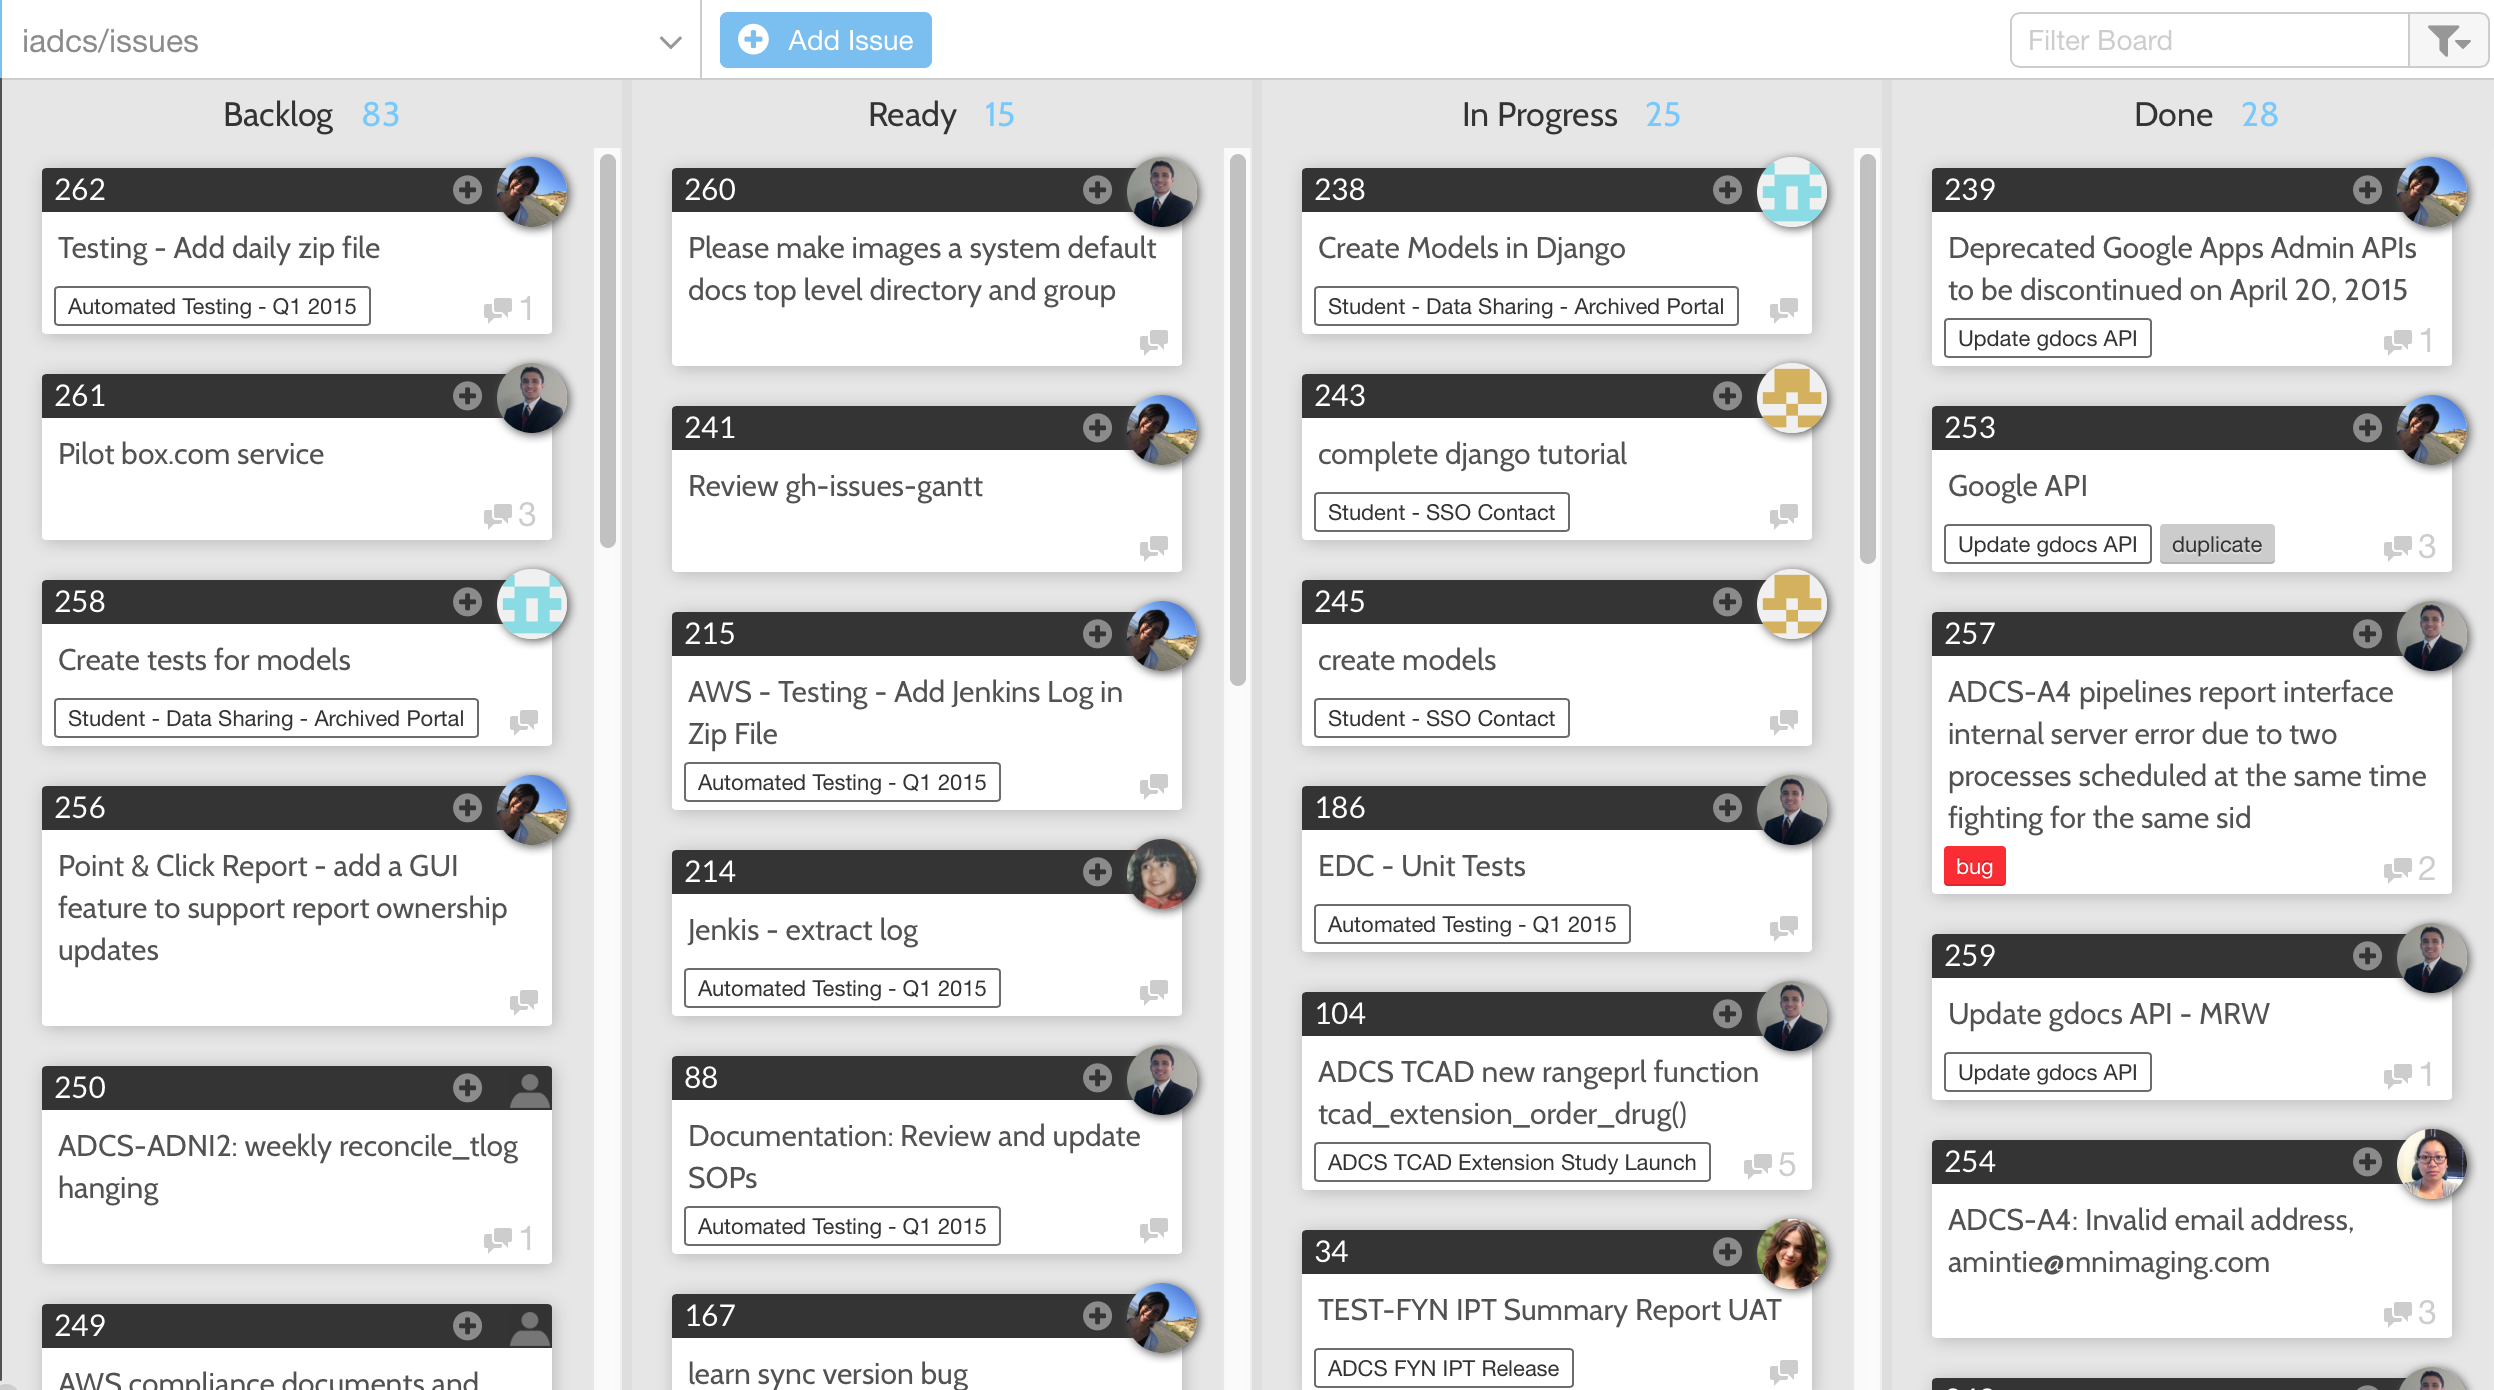 iadcs/issues
Add Issue
Filter Board
Backlog 83
262
Testing - Add daily zip file
Automated Testing - Q1 2015
1
261
Pilot box.com service
3
258
Create tests for models
Student - Data Sharing - Archived Portal
256
Point & Click Report - add a GUI
feature to support report ownership
updates
250
ADCS-ADNI2: weekly reconcile_tlog
hanging
1
249
AWS compliance documents and
Ready 15
260
Please make images a system default
docs top level directory and group
241
Review gh-issues-gantt
215
AWS - Testing - Add Jenkins Log in
Zip File
Automated Testing - Q1 2015
214
Jenkis - extract log
Automated Testing - Q1 2015
88
Documentation: Review and update
SOPs
Automated Testing - Q1 2015
167
learn sync version bug
In Progress 25
238
Create Models in Django
Student - Data Sharing - Archived Portal
243
complete django tutorial
Student - SSO Contact
245
create models
Student - SSO Contact
186
EDC - Unit Tests
Automated Testing - Q1 2015
104
ADCS TCAD new rangeprl function
tcad_extension_order_drug()
ADCS TCAD Extension Study Launch
5
34
TEST-FYN IPT Summary Report UAT
ADCS FYN IPT Release
Done 28
239
Deprecated Google Apps Admin APIs
to be discontinued on April 20, 2015
Update gdocs API
1
253
Google API
Update gdocs API duplicate
3
257
ADCS-A4 pipelines report interface
internal server error due to two
processes scheduled at the same time
fighting for the same sid
bug
2
259
Update gdocs API - MRW
Update gdocs API
1
254
ADCS-A4: Invalid email address,
amintie@mnimaging.com
3